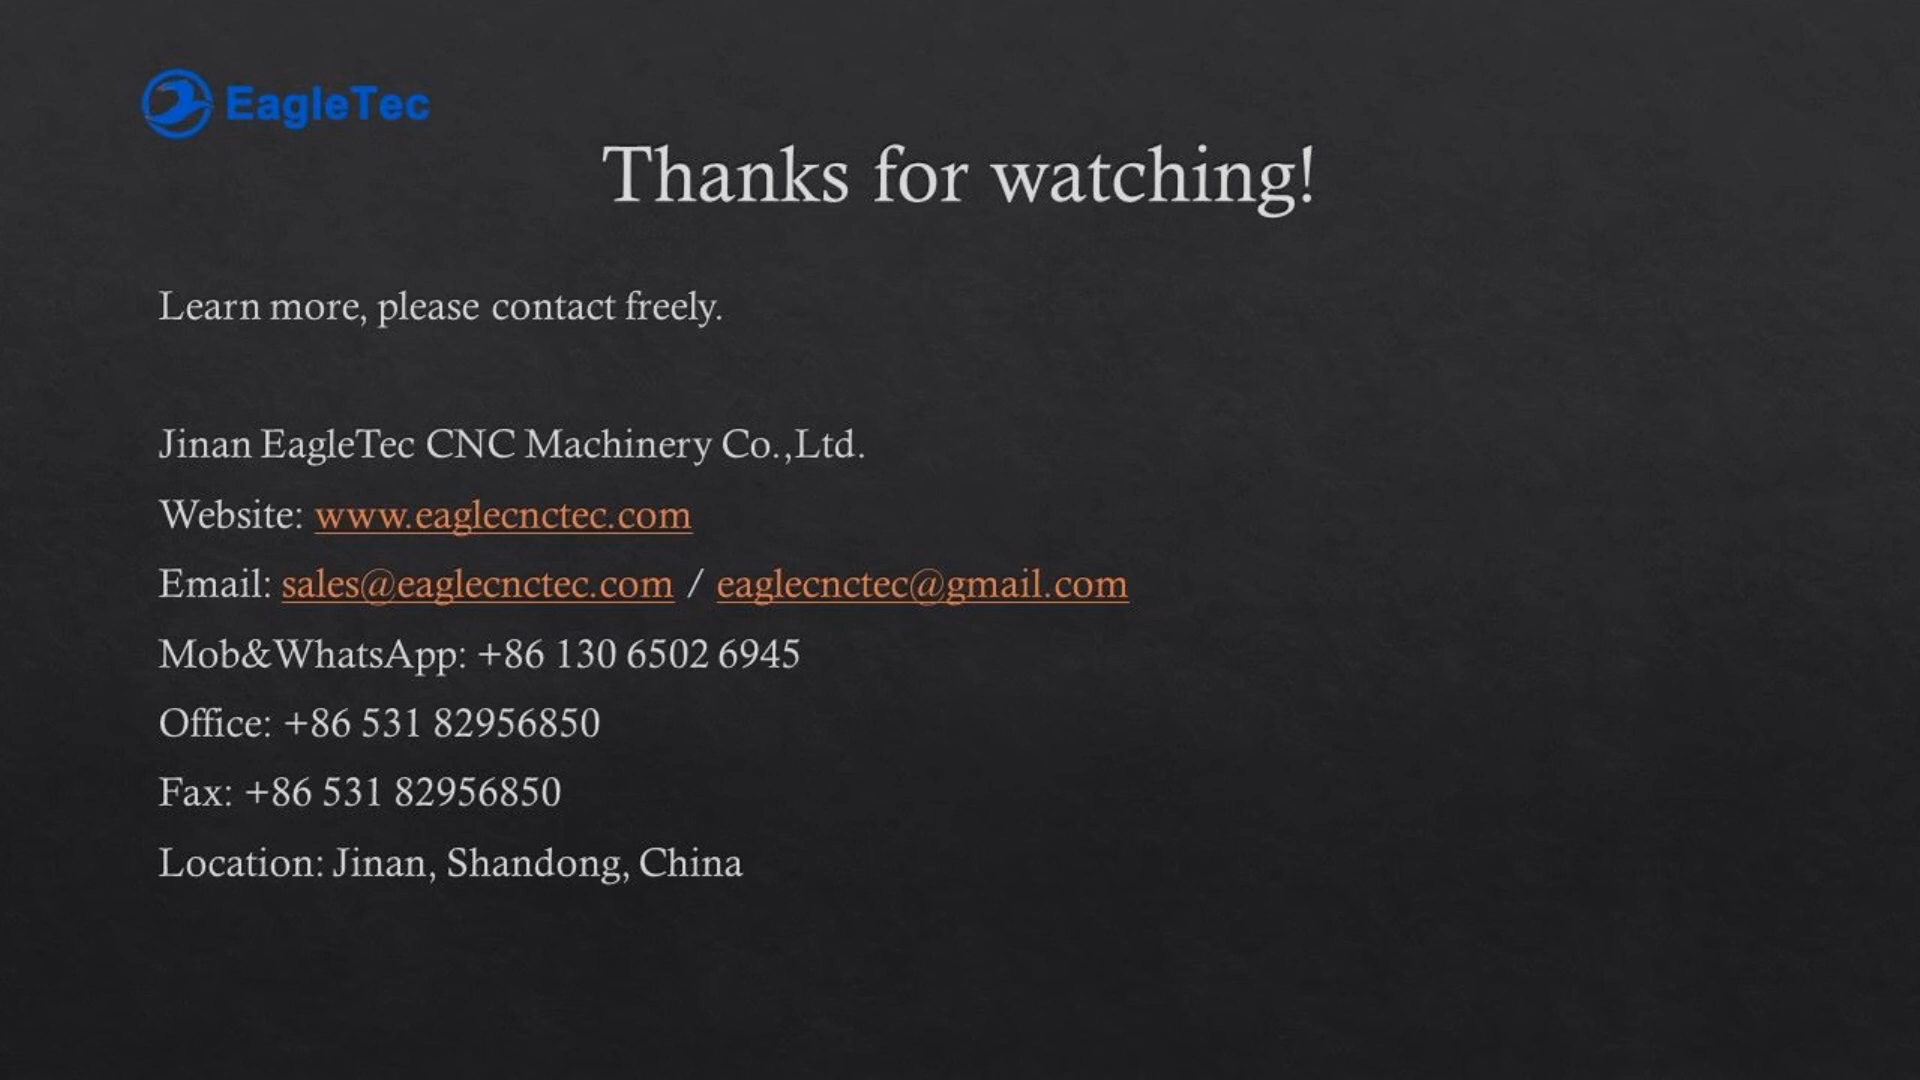 EagleTec
Thanks for watching!
Learn more, please contact freely.
Jinan EagleTec CNC Machinery Co.,Ltd.
Website: www.eaglecnctec.com
Email: sales@eaglecnctec.com / eaglecnctec@gmail.com
Mob&WhatsApp: +86 130 6502 6945
Office: +86 531 82956850
Fax: +86 531 82956850
Location: Jinan, Shandong, China